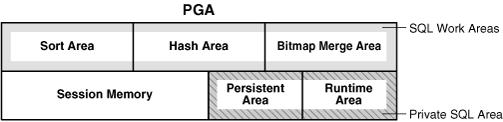 PGA
Sort Area
Hash Area
Bitmap Merge Area
SQL Work Areas
Session Memory
Persistent
Area
Runtime
Area
Private SQL Area